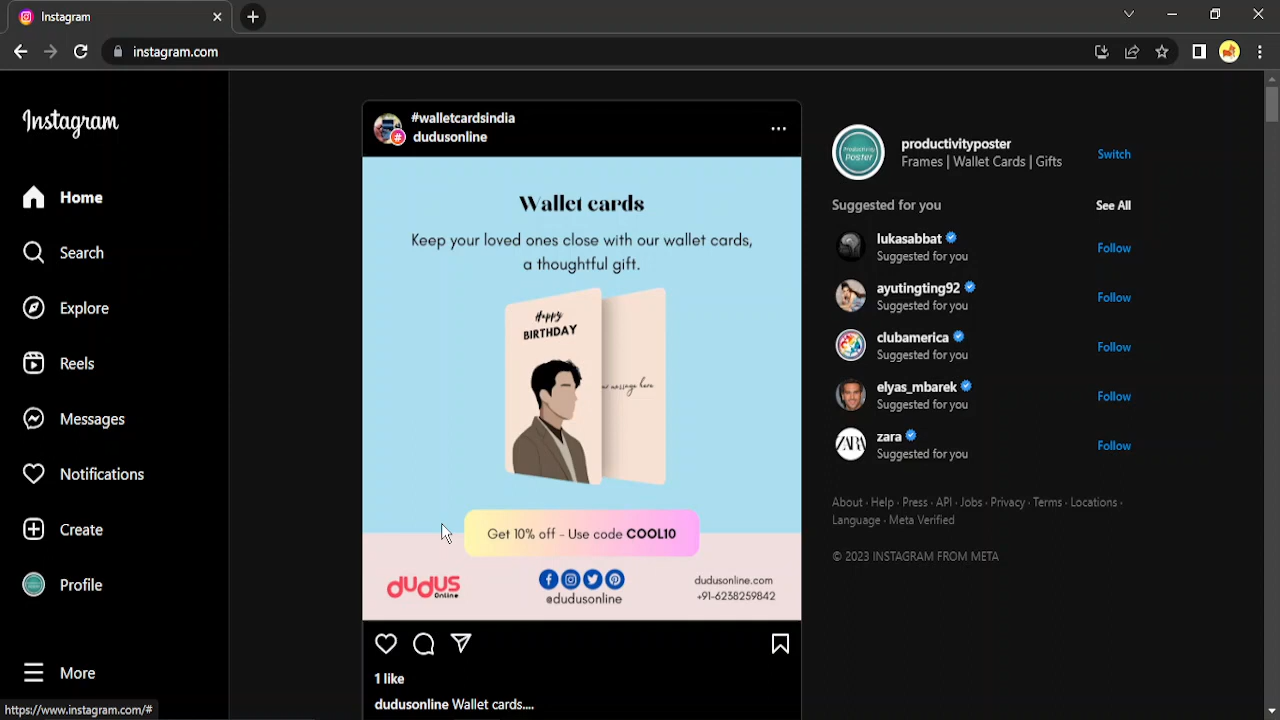 Instagram
instagram.com
Instagram
Home
Search
Explore
Reels
Messages
Notifications
Create
Profile
More
https://www.instagram.com/#
#walletcardsindia
dudusonline
Wallet cards
Keep your loved ones close with our wallet cards,
a thoughtful gift.
Happy
BIRTHDAY
message here
Get 10% off - Use code COOL10
dudus
Online
@dudusonline
dudusonline.com
+91-6238259842
1 like
dudusonline Wallet cards....
Productivity
Poster
productivityposter
Frames | Wallet Cards | Gifts
Switch
Suggested for you
See All
lukasabbat
Suggested for you
Follow
ayutingting92
Suggested for you
Follow
clubamerica
Suggested for you
Follow
elyas_mbarek
Suggested for you
Follow
ZARA
zara
Suggested for you
Follow
About · Help · Press · API · Jobs · Privacy · Terms · Locations ·
Language · Meta Verified
© 2023 INSTAGRAM FROM META